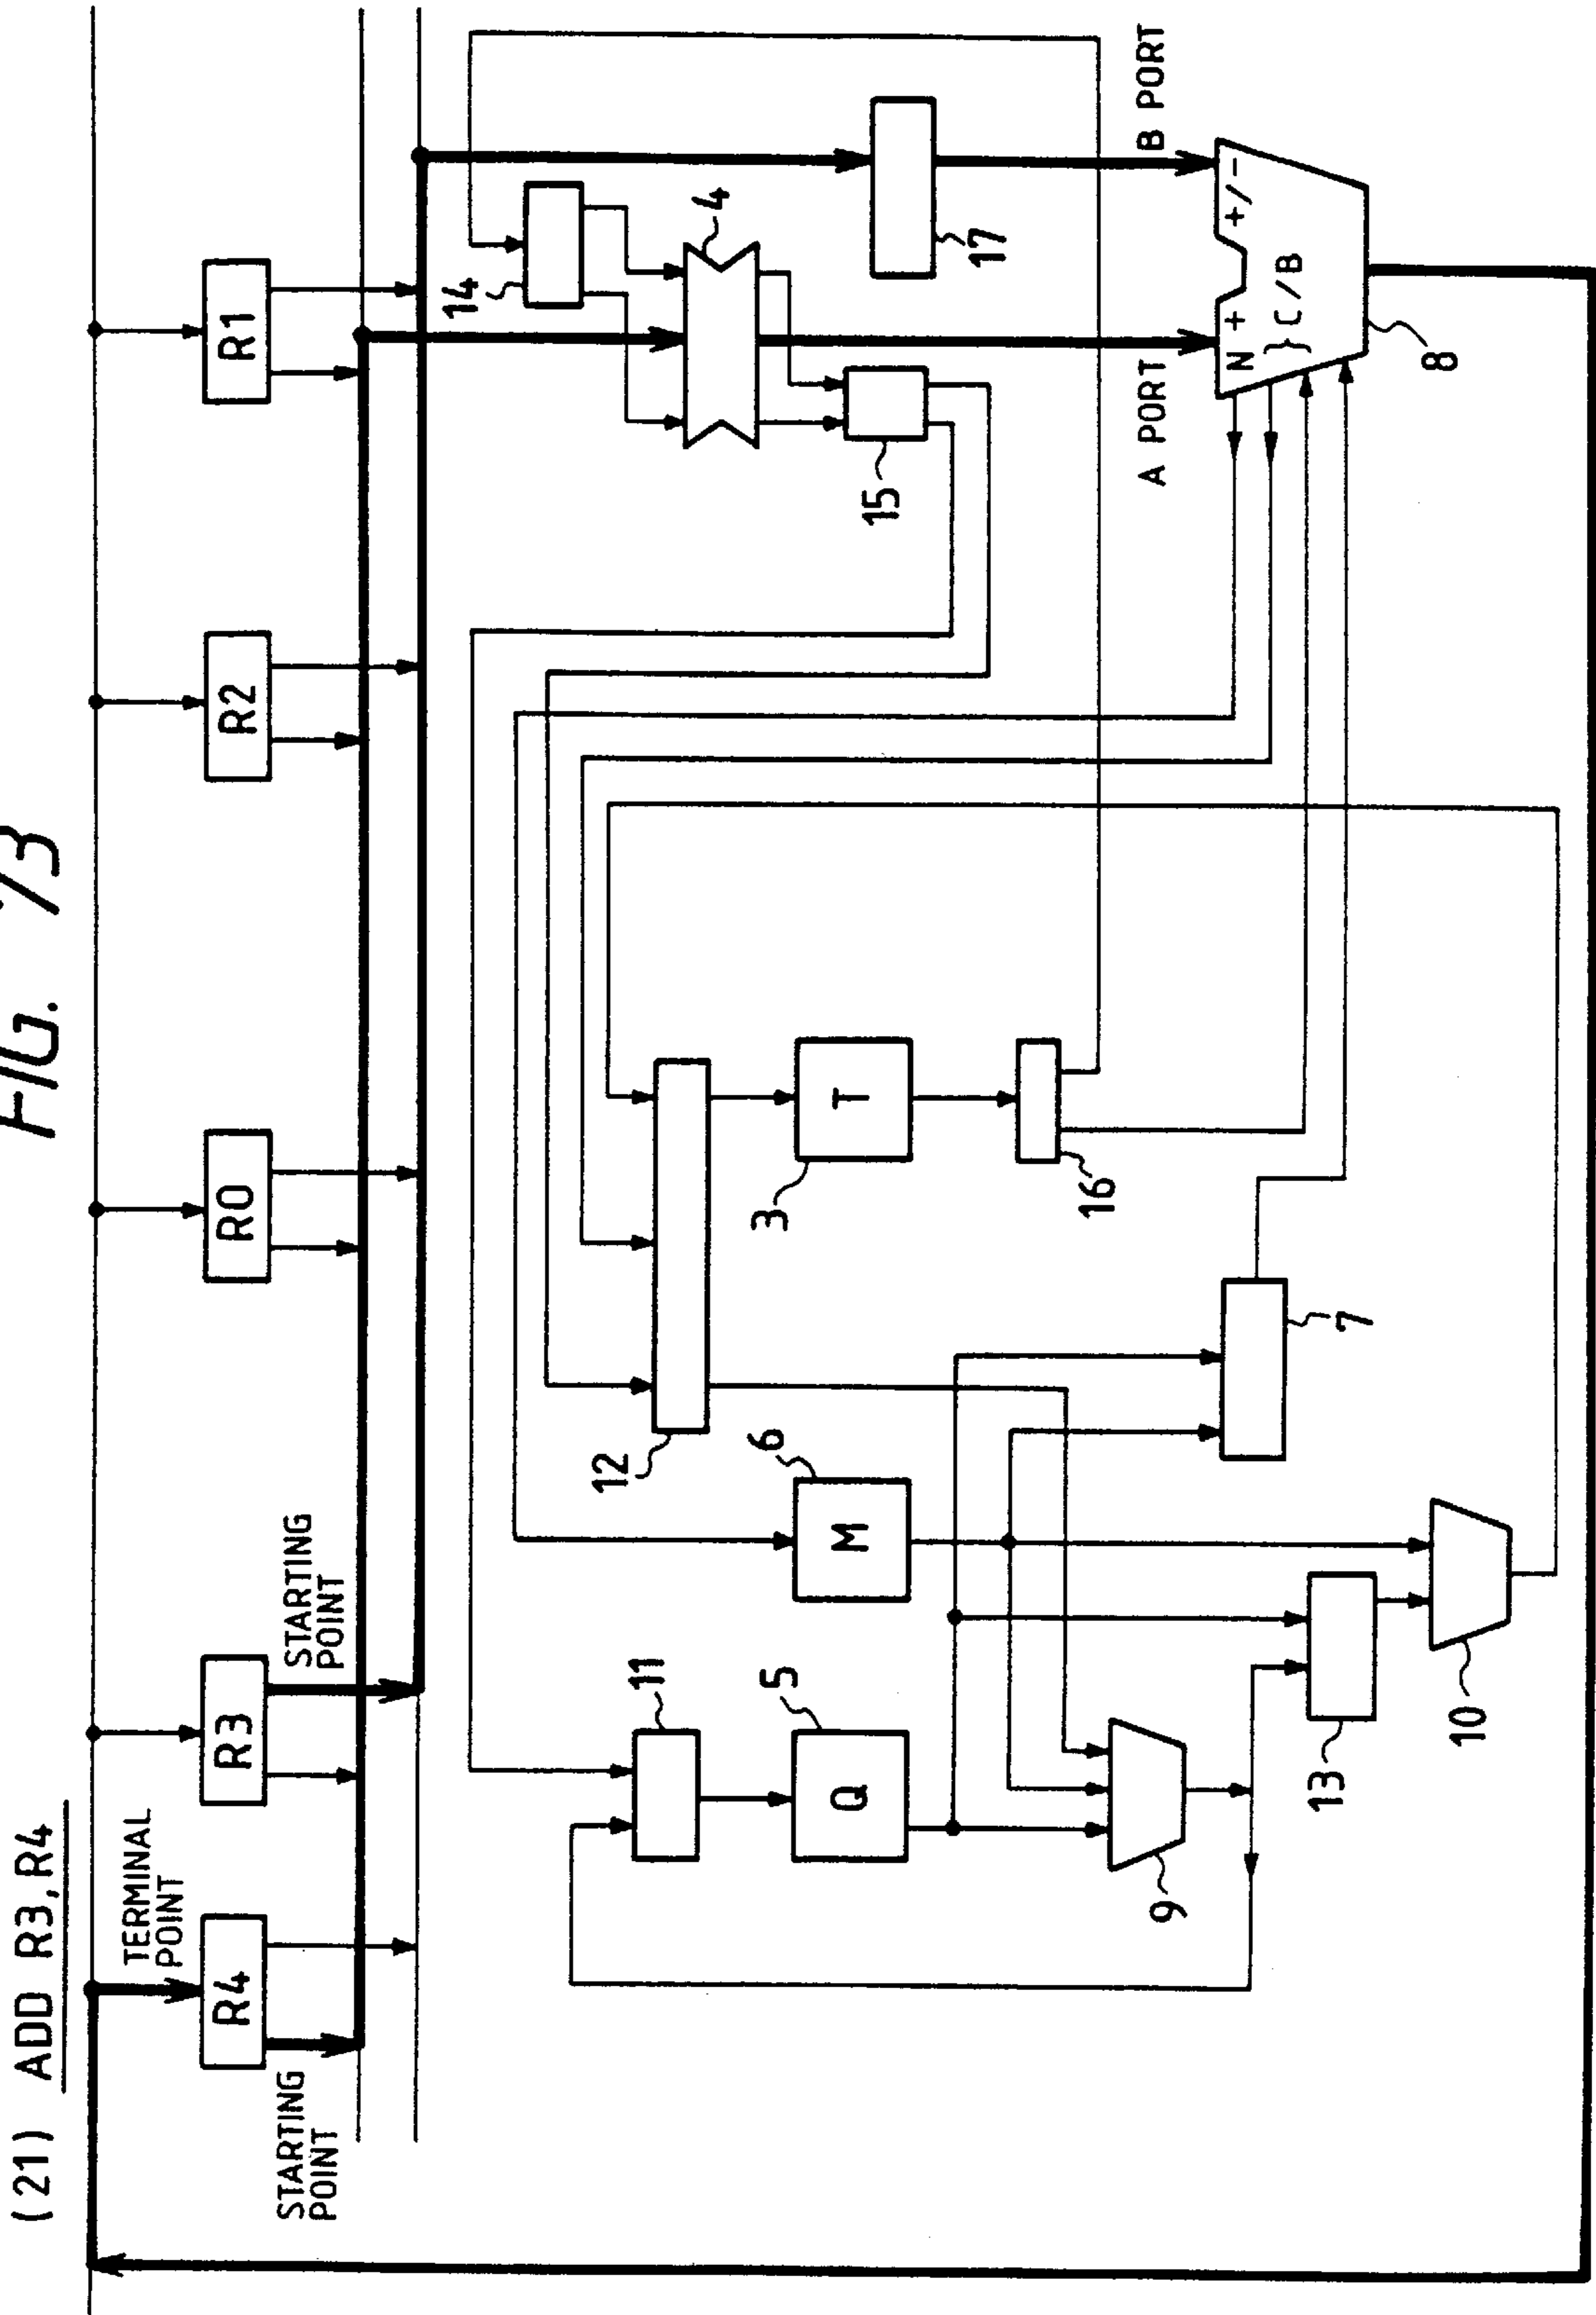 FIG. 73
(21) ADD R3,R4
R4
R3
R0
R2
R1
TERMINAL
POINT
STARTING
POINT
STARTING
POINT
14
4
17
15
11
12
5
Q
6
M
3
T
16
7
9
13
10
A PORT
B PORT
N + +/-
} C/B
8